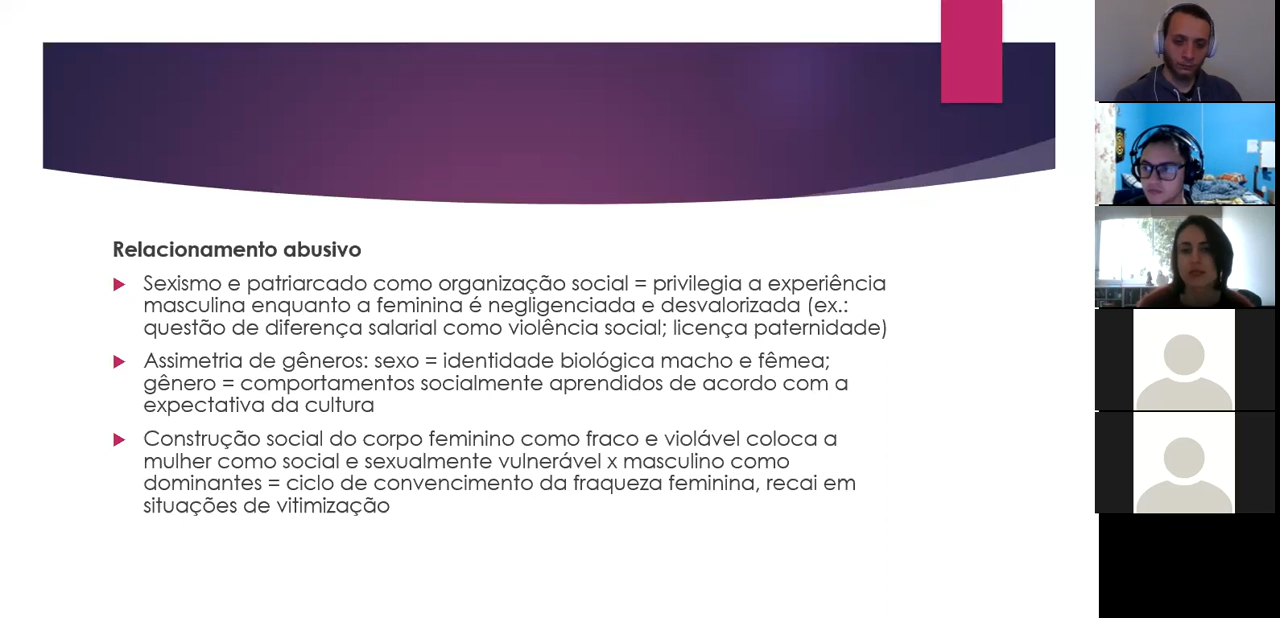 Relacionamento abusivo
Sexismo e patriarcado como organização social = privilegia a experiência
masculina enquanto a feminina é negligenciada e desvalorizada (ex.:
questão de diferença salarial como violência social; licença paternidade)
Assimetria de gêneros: sexo = identidade biológica macho e fêmea;
gênero = comportamentos socialmente aprendidos de acordo com a
expectativa da cultura
Construção social do corpo feminino como fraco e violável coloca a
mulher como social e sexualmente vulnerável x masculino como
dominantes = ciclo de convencimento da fraqueza feminina, recai em
situações de vitimização